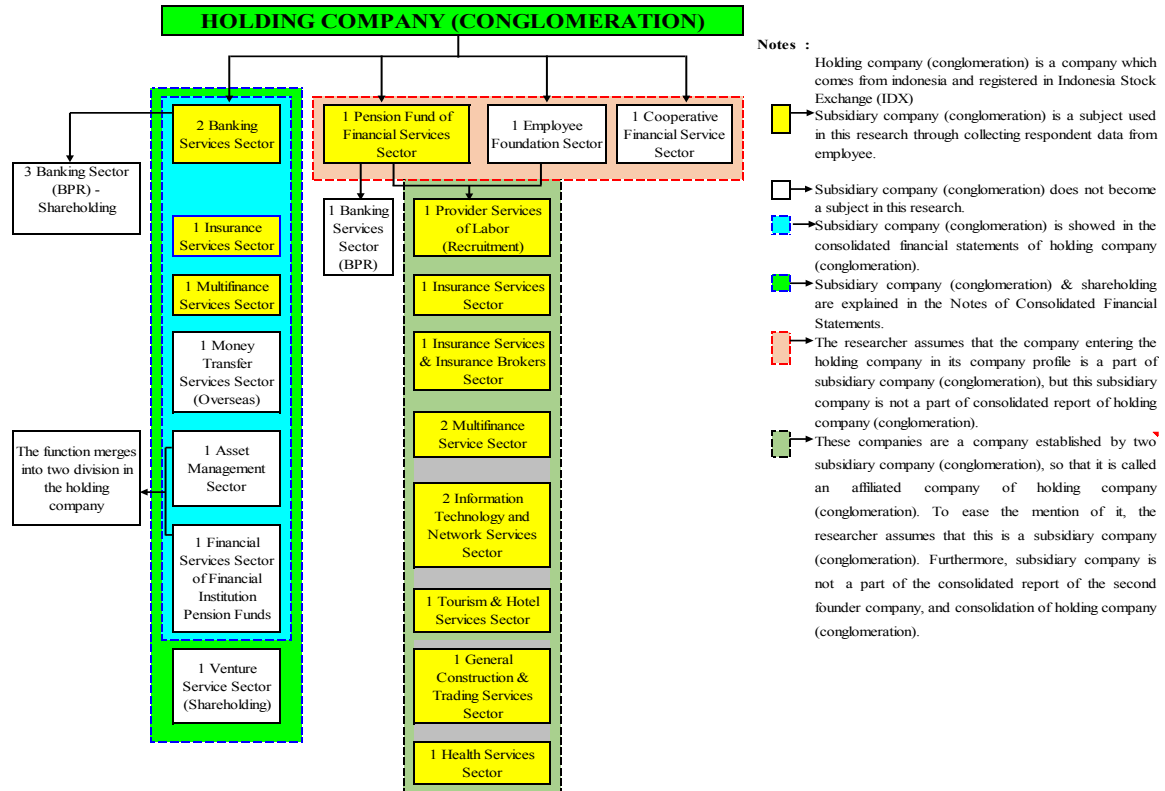 HOLDING COMPANY (CONGLOMERATION)
2 Banking
Services Sector
3 Banking Sector
(BPR) -
Shareholding
1 Insurance
Services Sector
1 Multifinance
Services Sector
1 Money
Transfer
Services Sector
(Overseas)
1 Asset
Management
Sector
The function merges
into two division in
the holding
company
1 Financial
Services Sector
of Financial
Institution
Pension Funds
1 Venture
Service Sector
(Shareholding)
1 Pension Fund of
Financial Services
Sector
1 Employee
Foundation Sector
1 Cooperative
Financial Service
Sector
1 Banking
Services
Sector
(BPR)
1 Provider Services
of Labor
(Recruitment)
1 Insurance Services
Sector
1 Insurance Services
& Insurance Brokers
Sector
2 Multifinance
Service Sector
2 Information
Technology and
Network Services
Sector
1 Tourism & Hotel
Services Sector
1 General
Construction &
Trading Services
Sector
1 Health Services
Sector
Notes :
Holding company (conglomeration) is a company which
comes from indonesia and registered in Indonesia Stock
Exchange (IDX)
Subsidiary company (conglomeration) is a subject used
in this research through collecting respondent data from
employee.
Subsidiary company (conglomeration) does not become
a subject in this research.
Subsidiary company (conglomeration) is showed in the
consolidated financial statements of holding company
(conglomeration).
Subsidiary company (conglomeration) & shareholding
are explained in the Notes of Consolidated Financial
Statements.
The researcher assumes that the company entering the
holding company in its company profile is a part of
subsidiary company (conglomeration), but this subsidiary
company is not a part of consolidated report of holding
company (conglomeration).
These companies are a company established by two
subsidiary company (conglomeration), so that it is called
an affiliated company of holding company
(conglomeration). To ease the mention of it, the
researcher assumes that this is a subsidiary company
(conglomeration). Furthermore, subsidiary company is
not a part of the consolidated report of the second
founder company, and consolidation of holding company
(conglomeration).